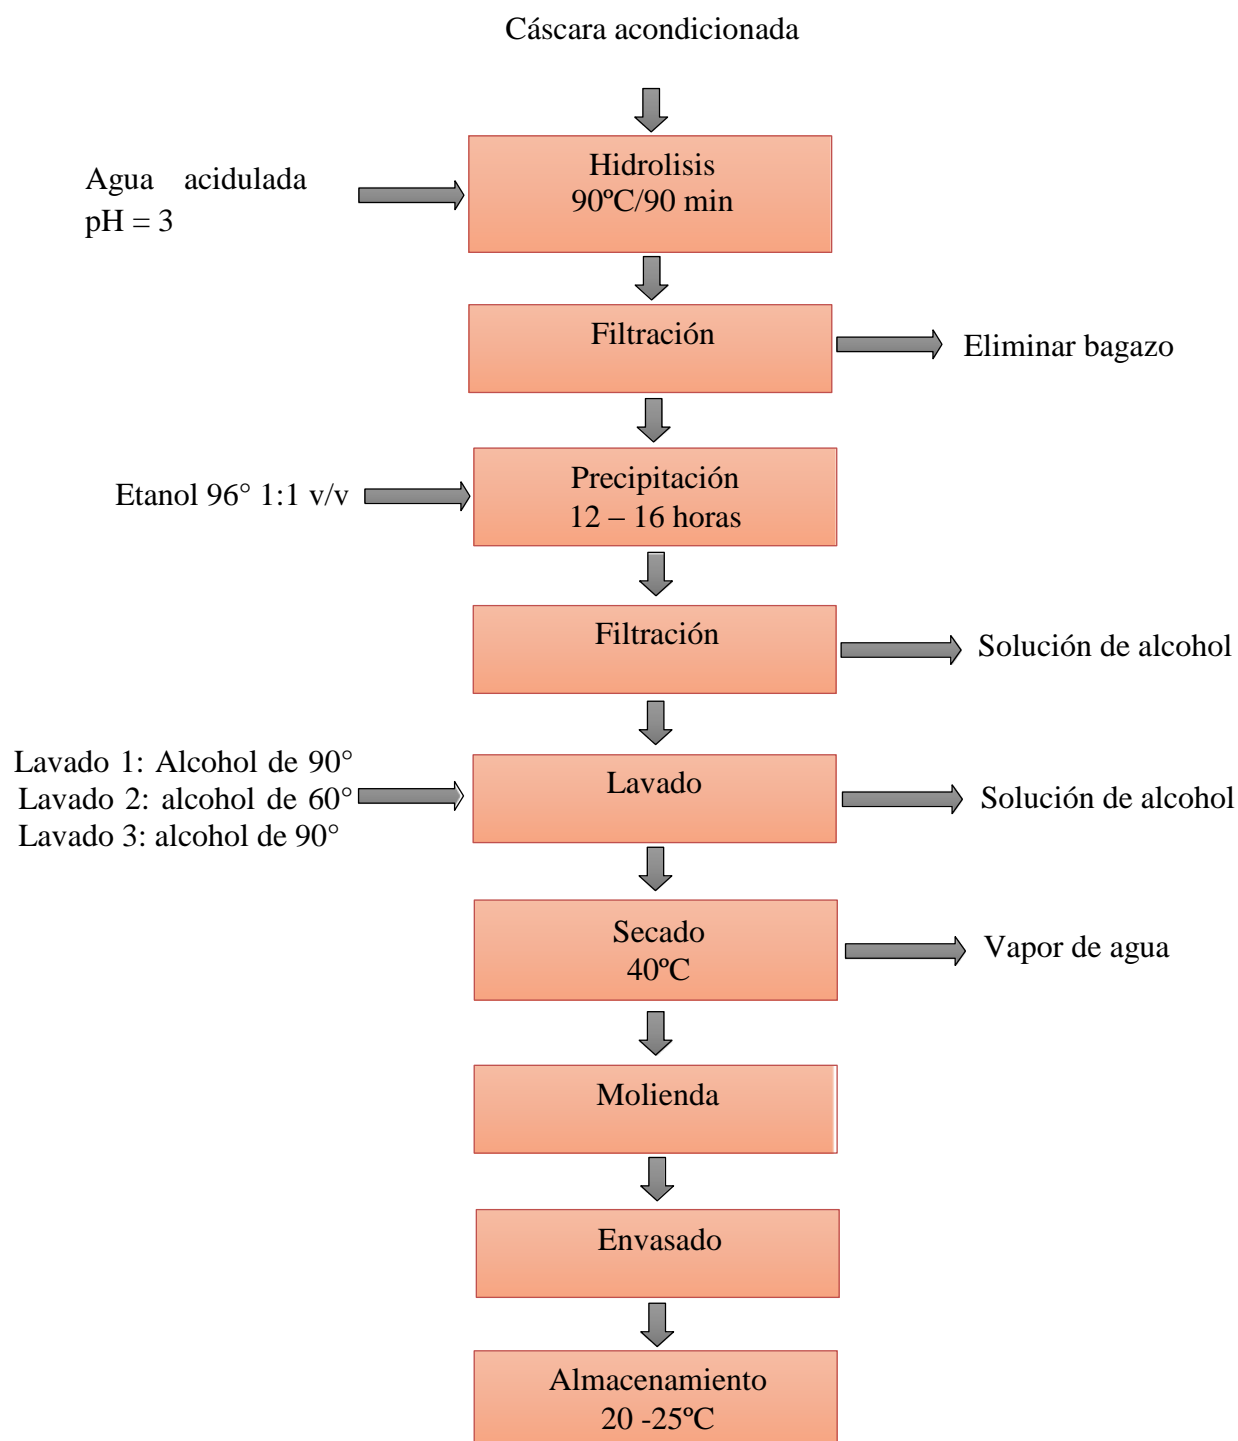 Cáscara acondicionada
Agua acidulada
pH = 3
Hidrolisis
90ºC/90 min
Filtración
Eliminar bagazo
Etanol 96° 1:1 v/v
Precipitación
12 – 16 horas
Filtración
Solución de alcohol
Lavado 1: Alcohol de 90°
Lavado 2: alcohol de 60°
Lavado 3: alcohol de 90°
Lavado
Solución de alcohol
Secado
40ºC
Vapor de agua
Molienda
Envasado
Almacenamiento
20 -25ºC